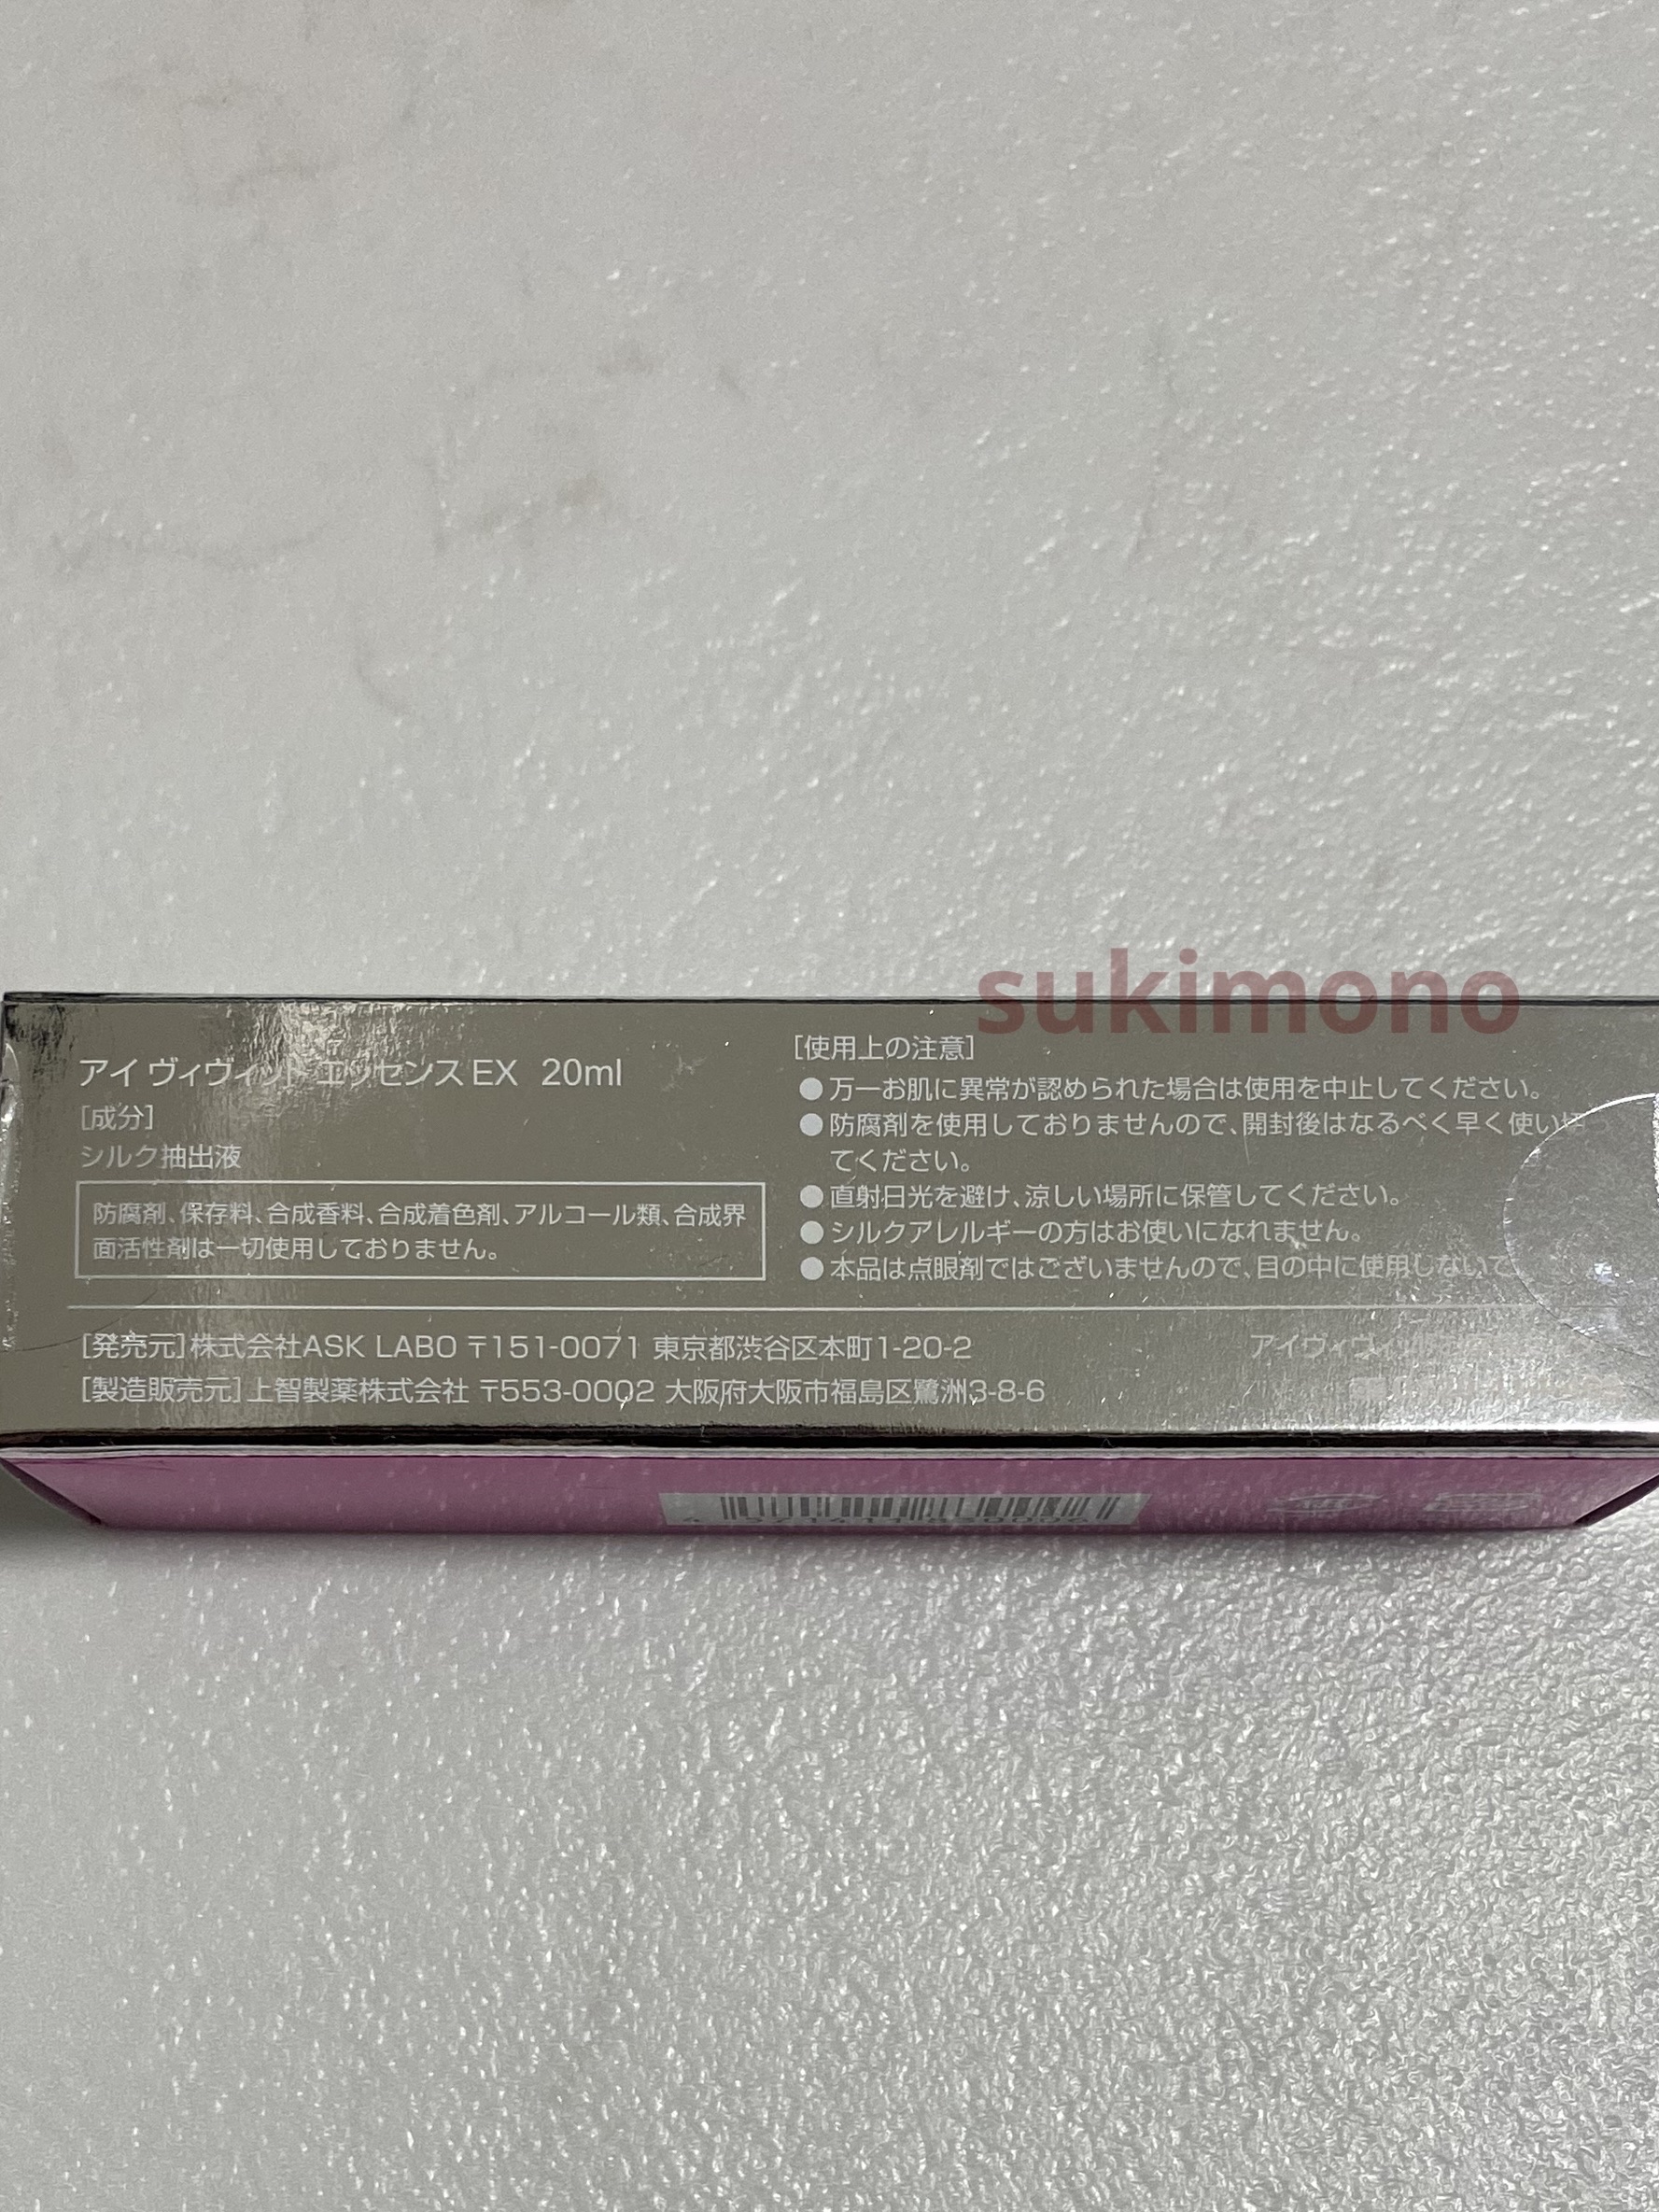 sukimono
アイ ヴィヴィット エッセンスEX 20ml
[成分]
シルク抽出液
防腐剤、保存料、合成香料、合成着色剤、アルコール類、合成界
面活性剤は一切使用しておりません。
[使用上の注意]
●万一お肌に異常が認められた場合は使用を中止してください。
●防腐剤を使用しておりませんので、開封後はなるべく早く使い切
てください。
●直射日光を避け、涼しい場所に保管してください。
●シルクアレルギーの方はお使いになれません。
●本品は点眼剤ではございませんので、目の中に使用しないで
[発売元]株式会社ASK LABO 〒151-0071 東京都渋谷区本町1-20-2
[製造販売元]上智製薬株式会社 〒553-0002 大阪府大阪市福島区鷺洲3-8-6
アイヴィヴィ